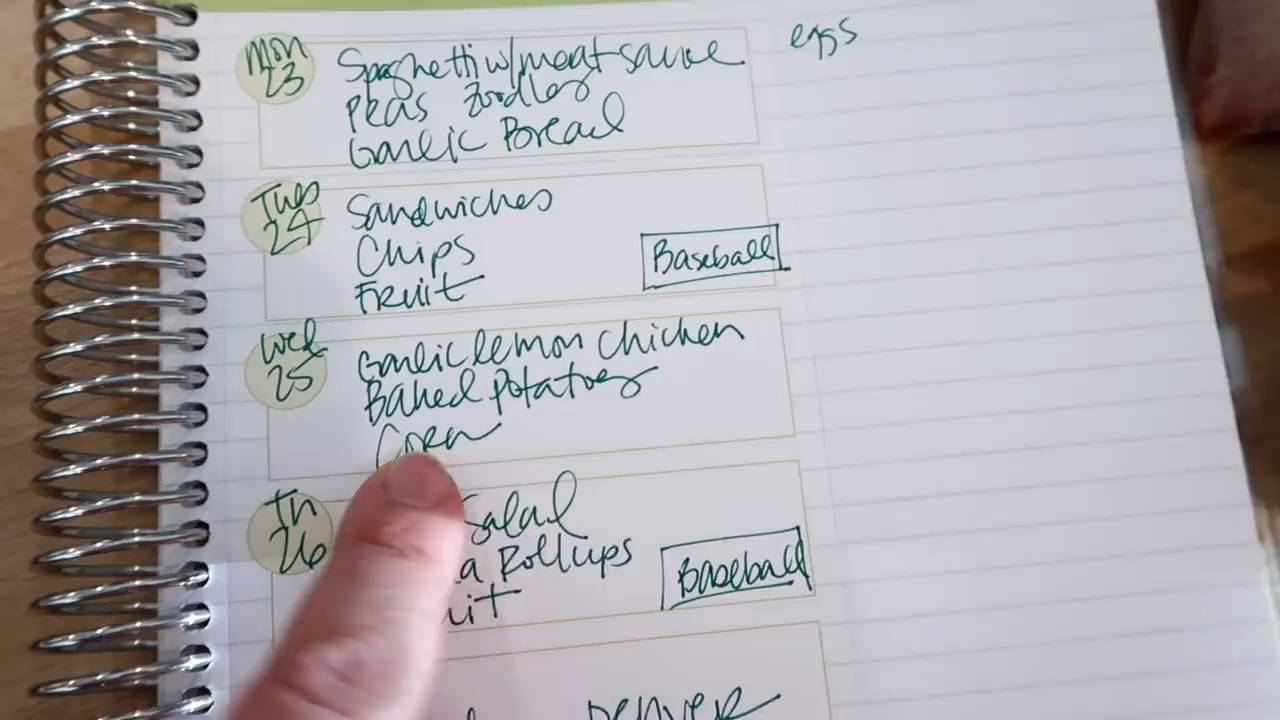 Mon
23
Spaghetti w/meat sauce
Peas Zoodles
Garlic Bread
eggs
Tues
24
Sandwiches
Chips
Fruit
Baseball
Wed
25
Garlic lemon chicken
Baked Potatoes
Corn
Th
26
Salad
Rollups
Baseball
Denver